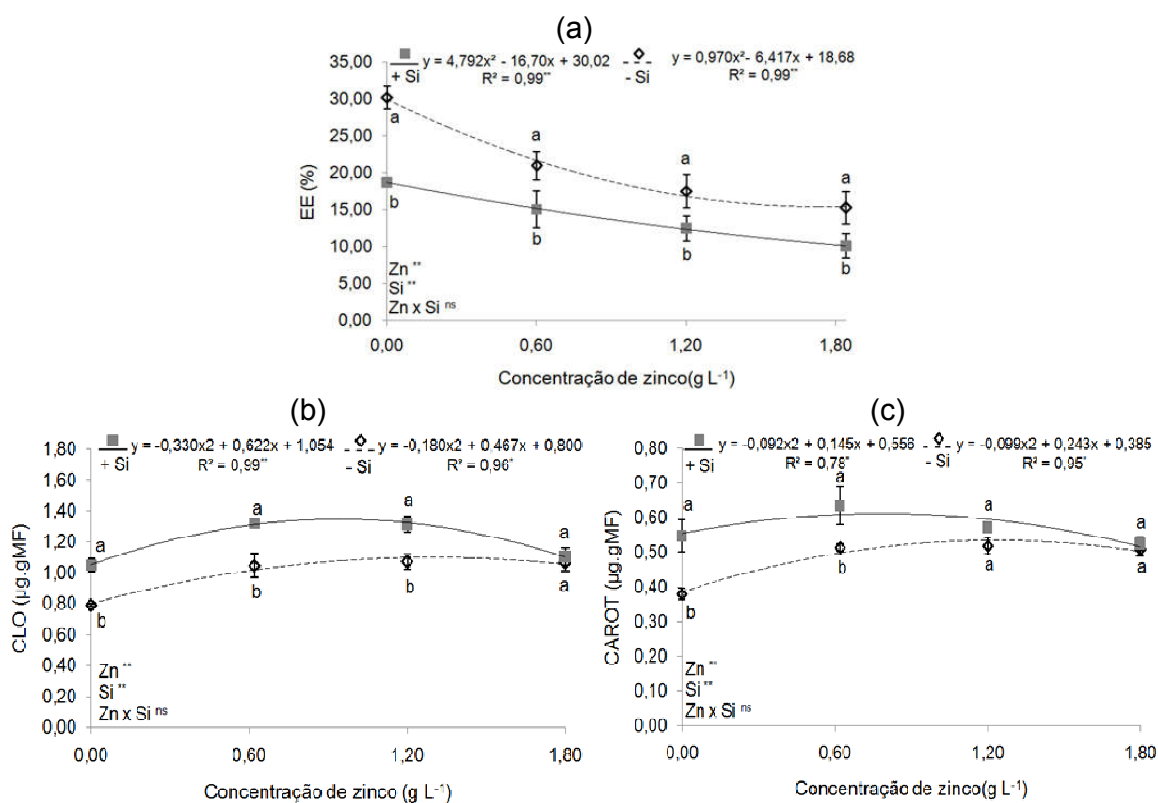 (a)
y = 4,792x² - 16,70x + 30,02
y = 0,970x² - 6,417x + 18,68
+ Si
R² = 0,99**
- Si
R² = 0,99**
35,00
30,00
25,00
20,00
15,00
10,00
5,00
0,00
EE (%)
a
a
a
a
b
b
b
b
Zn **
Si **
Zn x Si ns
0,00
0,60
1,20
1,80
Concentração de zinco(g L-1)
(b)
y = -0,330x2 + 0,622x + 1,054
y = -0,180x2 + 0,467x + 0,800
+ Si
R² = 0,99**
- Si
R² = 0,96*
1,80
1,60
1,40
1,20
1,00
0,80
0,60
0,40
0,20
0,00
CLO (µg.gMF)
a
a
a
a
b
b
b
a
Zn **
Si **
Zn x Si ns
0,00
0,60
1,20
1,80
Concentração de zinco (g L-1)
(c)
y = -0,092x2 + 0,145x + 0,556
y = -0,099x2 + 0,243x + 0,385
+ Si
R² = 0,78*
- Si
R² = 0,95*
0,80
0,70
0,60
0,50
0,40
0,30
0,20
0,10
0,00
CAROT (µg.gMF)
a
a
a
a
b
b
a
a
Zn **
Si **
Zn x Si ns
0,00
0,60
1,20
1,80
Concentração de zinco(g L-1)